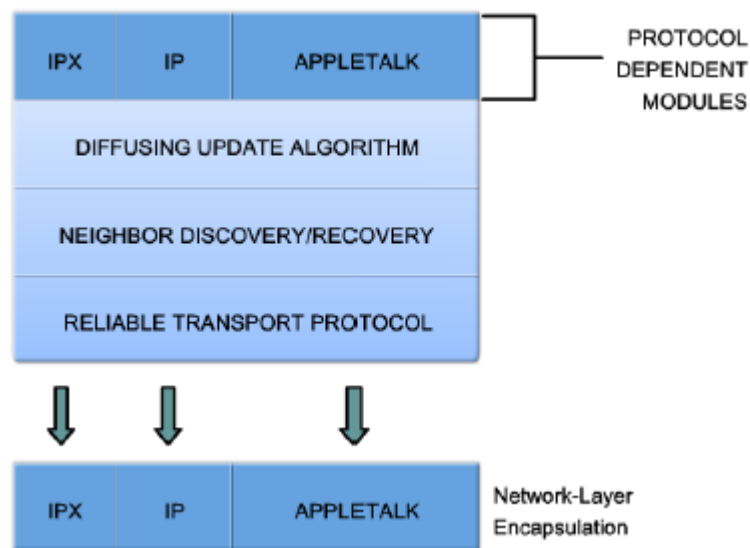 IPX IP APPLETALK
PROTOCOL
DEPENDENT
MODULES
DIFFUSING UPDATE ALGORITHM
NEIGHBOR DISCOVERY/RECOVERY
RELIABLE TRANSPORT PROTOCOL
IPX IP APPLETALK
Network-Layer
Encapsulation